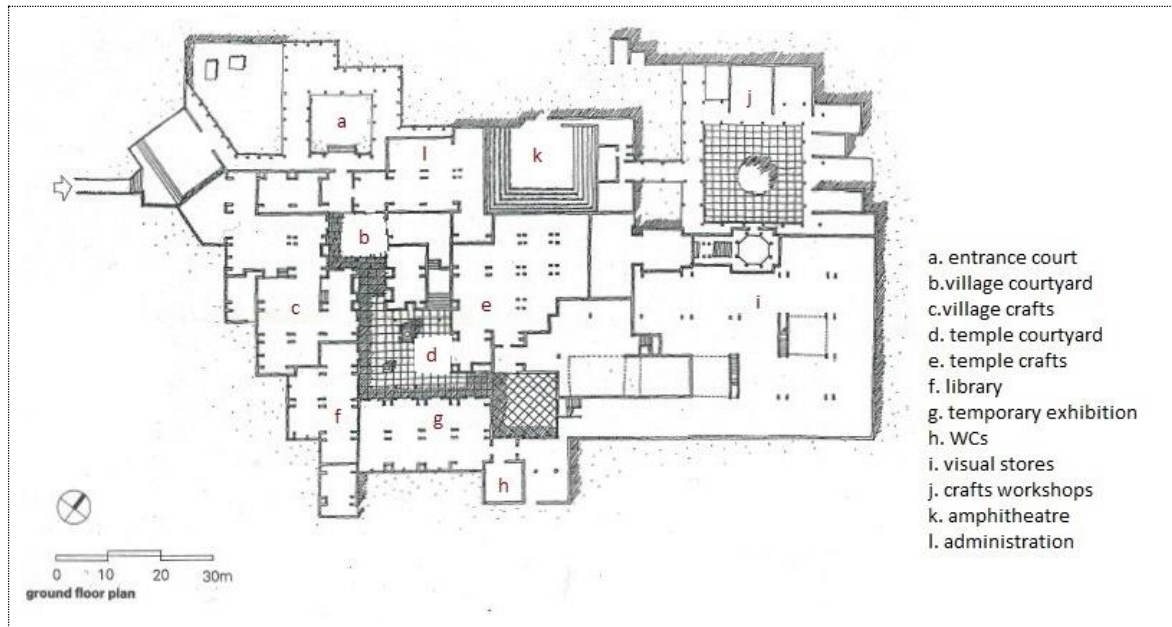 a
l
k
j
b
c
e
i
d
f
g
h
a. entrance court
b.village courtyard
c.village crafts
d. temple courtyard
e. temple crafts
f. library
g. temporary exhibition
h. WCs
i. visual stores
j. crafts workshops
k. amphitheatre
l. administration
0 10 20 30m
ground floor plan